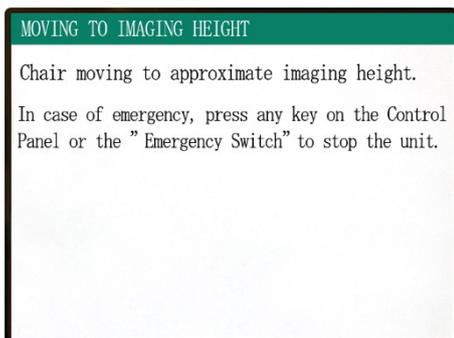 MOVING TO IMAGING HEIGHT
Chair moving to approximate imaging height.
In case of emergency, press any key on the Control
Panel or the ” Emergency Switch” to stop the unit.